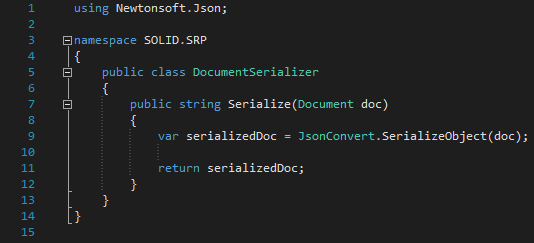 1 using Newtonsoft.Json;
2
3 namespace SOLID.SRP
4 {
5 public class DocumentSerializer
6 {
7 public string Serialize(Document doc)
8 {
9 var serializedDoc = JsonConvert.SerializeObject(doc);
10
11 return serializedDoc;
12 }
13 }
14 }
15